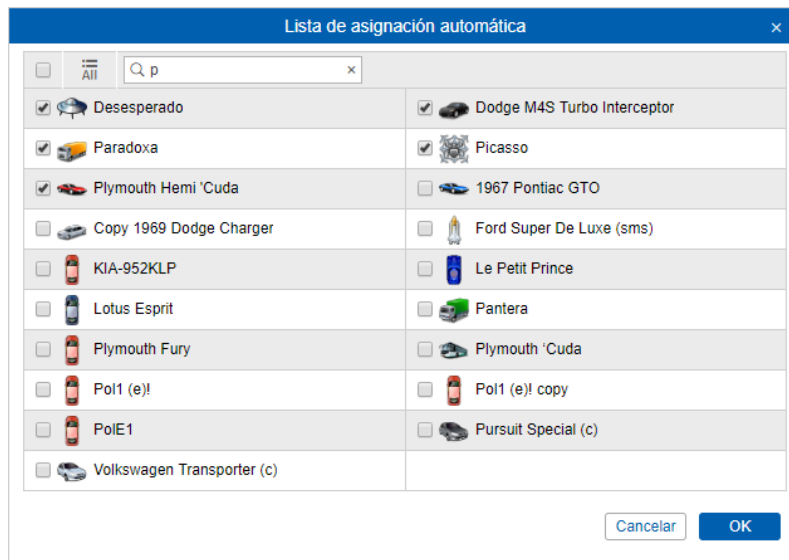 Lista de asignación automática
All
p
Desesperado
Dodge M4S Turbo Interceptor
Paradoxa
Picasso
Plymouth Hemi 'Cuda
1967 Pontiac GTO
Copy 1969 Dodge Charger
Ford Super De Luxe (sms)
KIA-952KLP
Le Petit Prince
Lotus Esprit
Pantera
Plymouth Fury
Plymouth ‘Cuda
Pol1 (e)!
Pol1 (e)! copy
PolE1
Pursuit Special (c)
Volkswagen Transporter (c)
Cancelar
OK